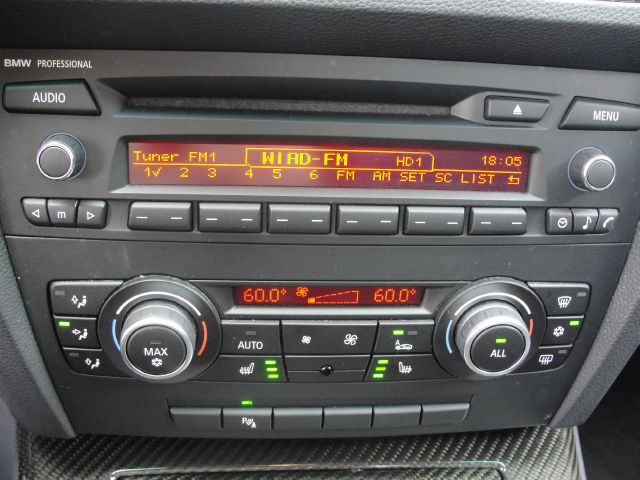 BMW PROFESSIONAL
AUDIO
MENU
Tuner FM1 WIAD-FM HD1 18:05
1✓ 2 3 4 5 6 FM AM SET SC LIST
m
60.0° 60.0°
MAX
AUTO
A
ALL
P